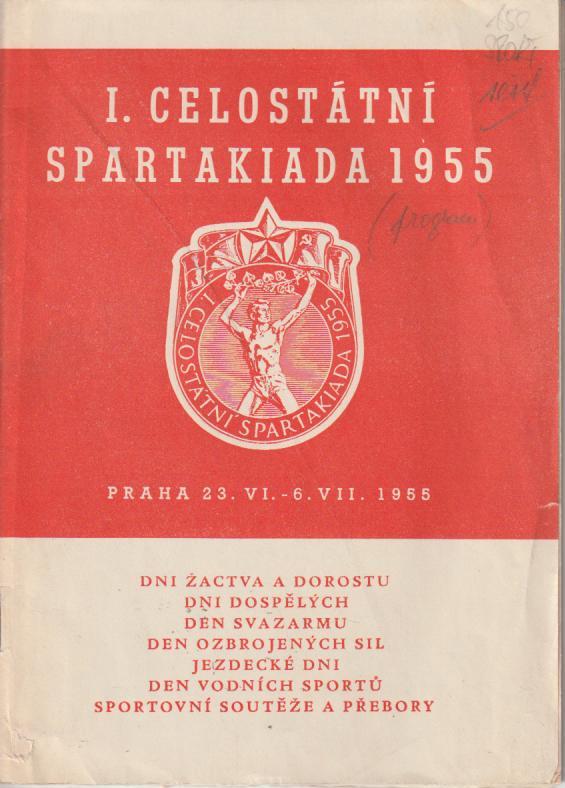 150
I. CELOSTÁTNÍ
SPARTAKIADA 1955
(program)
I. CELOSTÁTNÍ SPARTAKIADA 1955
PRAHA 23. VI.-6. VII. 1955
DNI ŽACTVA A DOROSTU
DNI DOSPĚLÝCH
DEN SVAZARMU
DEN OZBROJENÝCH SIL
JEZDECKÉ DNI
DEN VODNÍCH SPORTŮ
SPORTOVNÍ SOUTĚŽE A PŘEBORY